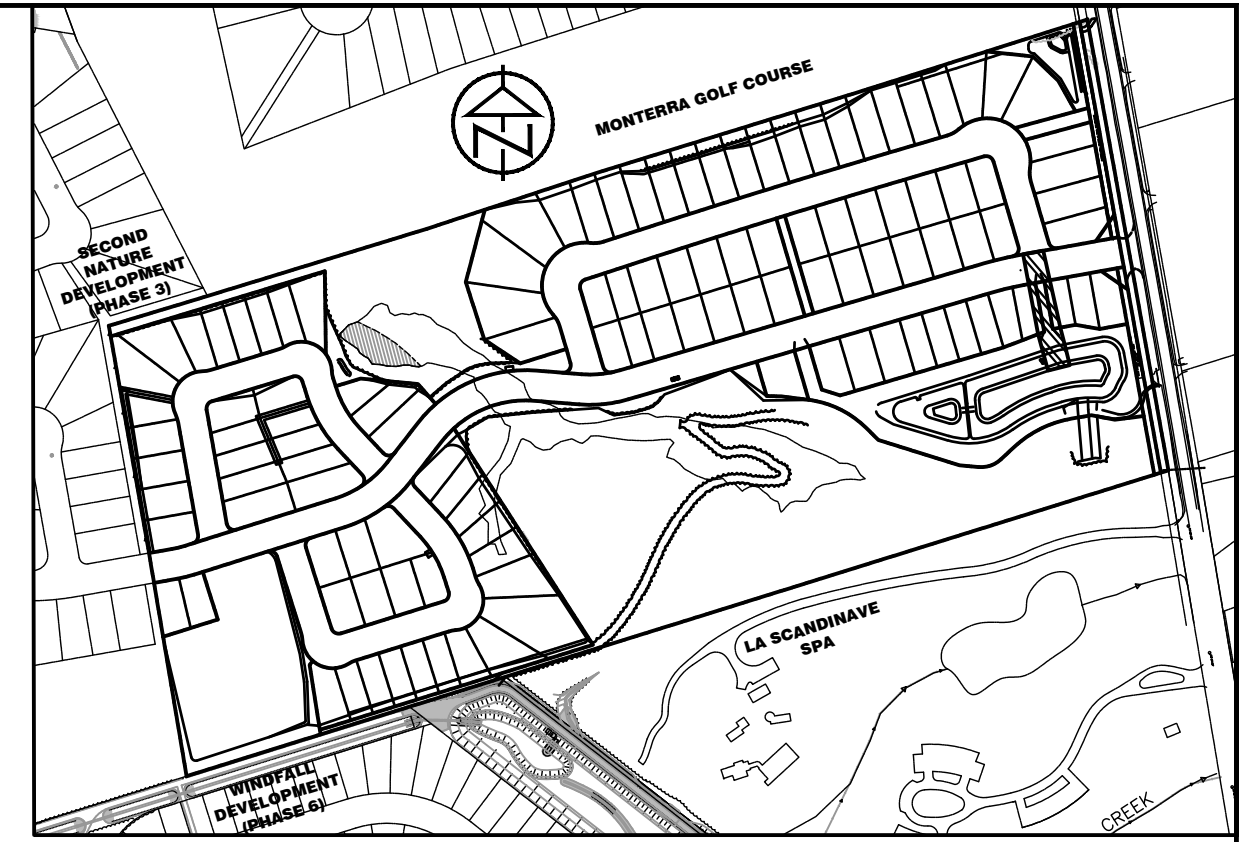 MONTERRA GOLF COURSE
SECOND
NATURE
DEVELOPMENT
(PHASE 3)
LA SCANDINAVE
SPA
WINDFALL
DEVELOPMENT
(PHASE 6)
CREEK